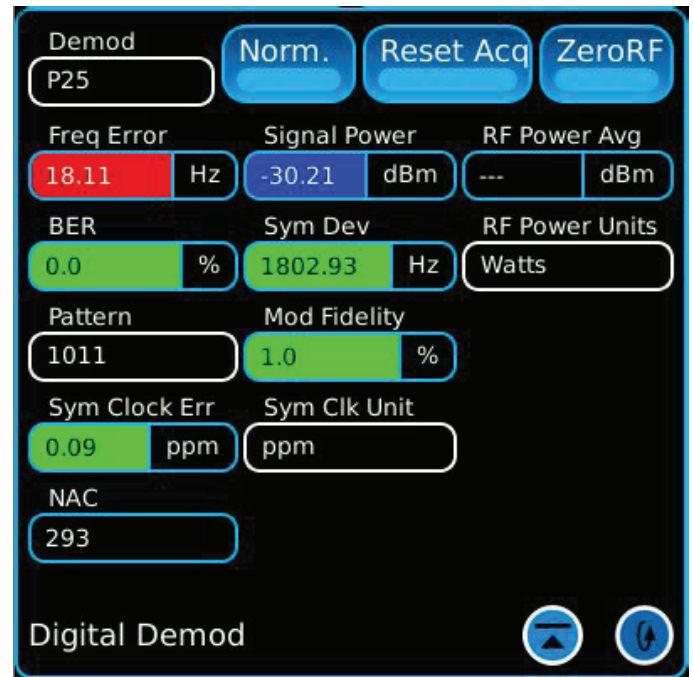 Demod
Norm.
Reset Acq
ZeroRF
P25
Freq Error
Signal Power
RF Power Avg
18.11 Hz
-30.21 dBm
--- dBm
BER
Sym Dev
RF Power Units
0.0 %
1802.93 Hz
Watts
Pattern
Mod Fidelity
1011
1.0 %
Sym Clock Err
Sym Clk Unit
0.09 ppm
ppm
NAC
293
Digital Demod